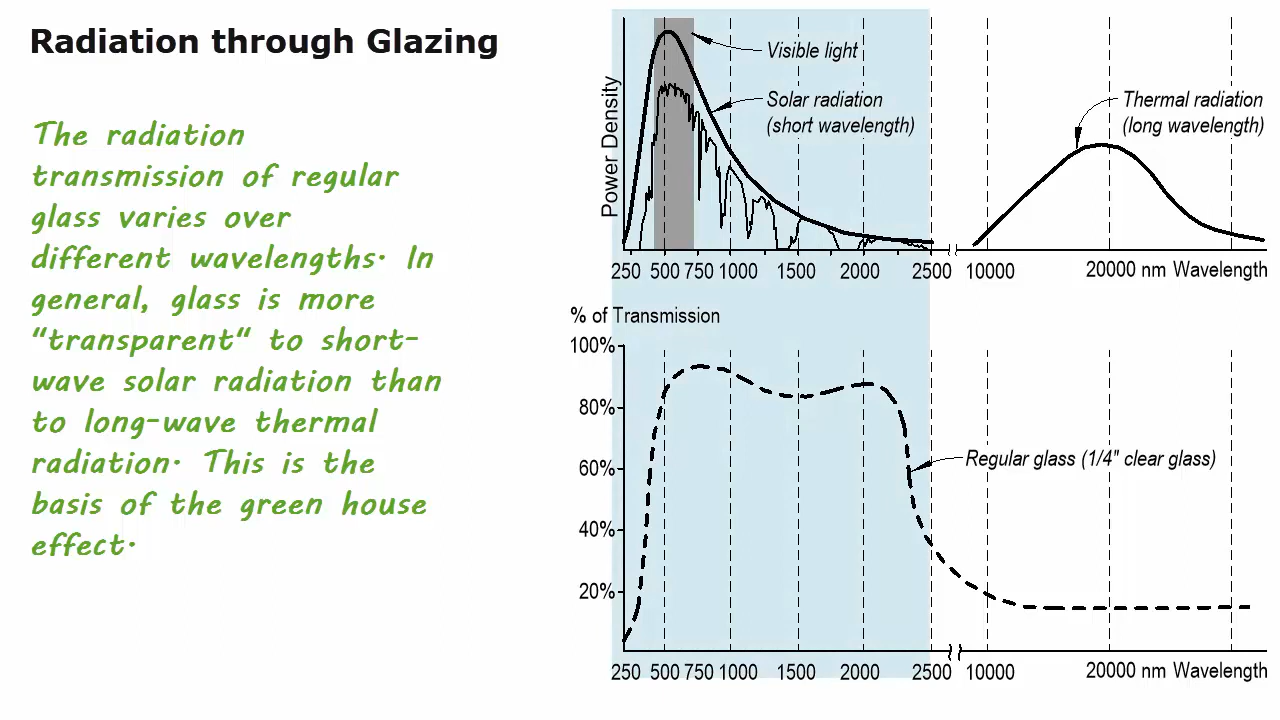 Radiation through Glazing
The radiation
transmission of regular
glass varies over
different wavelengths. In
general, glass is more
“transparent“ to short-
wave solar radiation than
to long-wave thermal
radiation. This is the
basis of the green house
effect.
Power Density
Visible light
Solar radiation
(short wavelength)
Thermal radiation
(long wavelength)
250 500 750 1000 1500 2000 2500 10000 20000 nm Wavelength
% of Transmission
100%
80%
60%
40%
20%
Regular glass (1/4" clear glass)
250 500 750 1000 1500 2000 2500 10000 20000 nm Wavelength